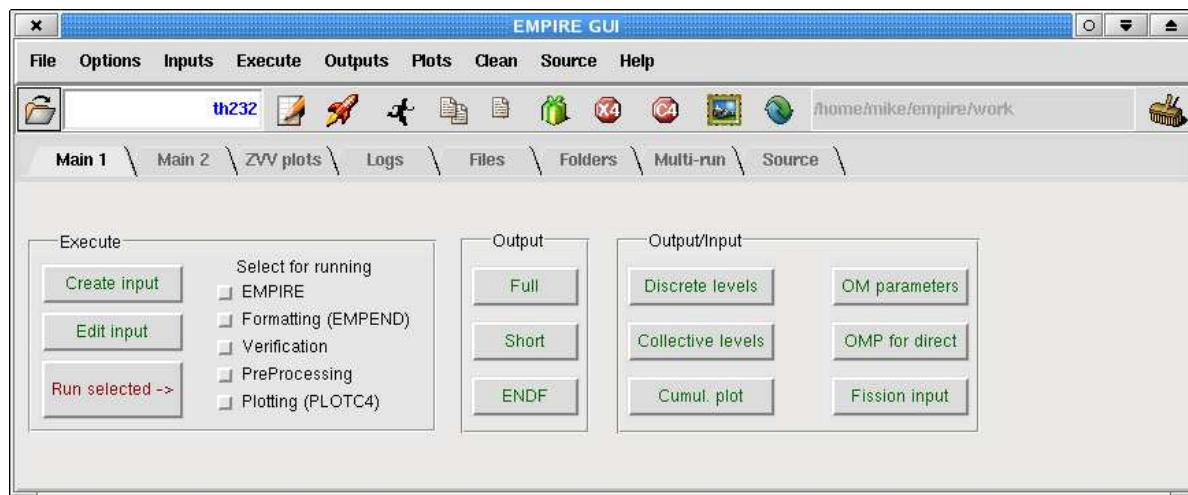 EMPIRE GUI
File Options Inputs Execute Outputs Plots Clean Source Help
th232 X4 C4 /home/mike/empire/work
Main 1 Main 2 ZVV plots Logs Files Folders Multi-run Source
Execute
Create input
Edit input
Run selected ->
Select for running
EMPIRE
Formatting (EMPEND)
Verification
PreProcessing
Plotting (PLOTC4)
Output
Full
Short
ENDF
Output/Input
Discrete levels
OM parameters
Collective levels
OMP for direct
Cumul. plot
Fission input